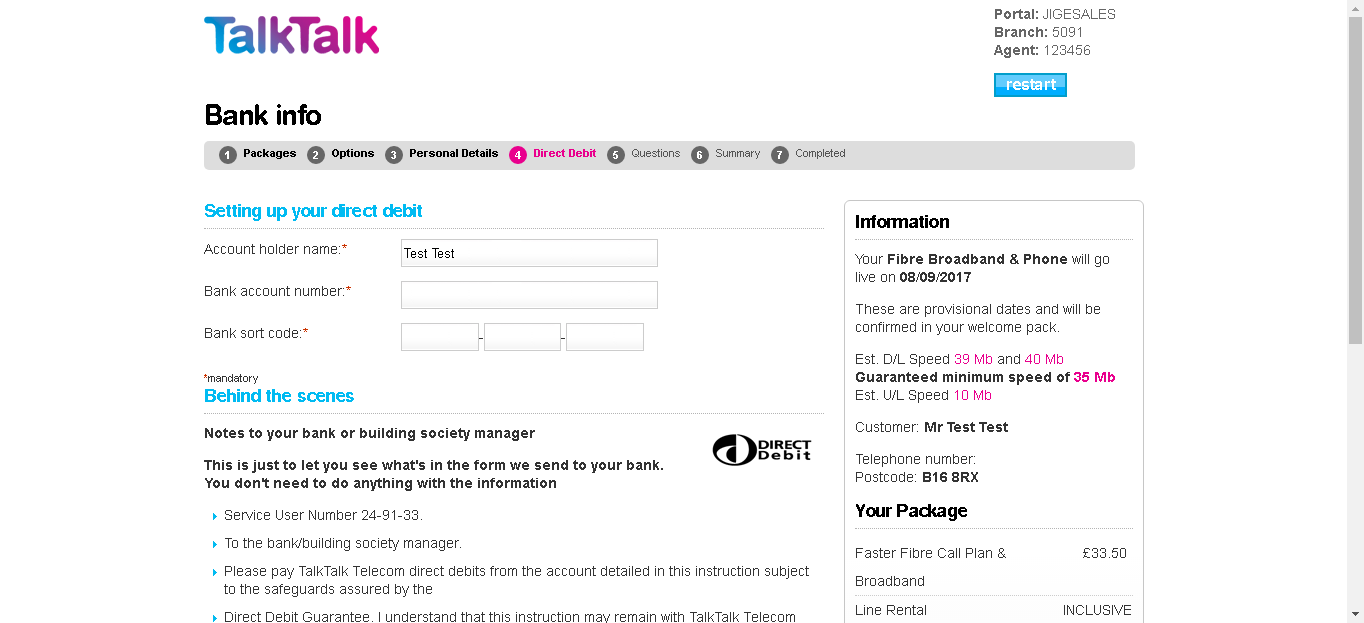 TalkTalk
Portal: JIGESALES
Branch: 5091
Agent: 123456
restart
Bank info
1 Packages 2 Options 3 Personal Details 4 Direct Debit 5 Questions 6 Summary 7 Completed
Setting up your direct debit
Account holder name:*
Test Test
Bank account number:*
Bank sort code:*
- -
*mandatory
Behind the scenes
Notes to your bank or building society manager
DIRECT
Debit
This is just to let you see what's in the form we send to your bank.
You don't need to do anything with the information
Service User Number 24-91-33.
To the bank/building society manager.
Please pay TalkTalk Telecom direct debits from the account detailed in this instruction subject
to the safeguards assured by the
Direct Debit Guarantee. I understand that this instruction may remain with TalkTalk Telecom
Information
Your Fibre Broadband & Phone will go
live on 08/09/2017
These are provisional dates and will be
confirmed in your welcome pack.
Est. D/L Speed 39 Mb and 40 Mb
Guaranteed minimum speed of 35 Mb
Est. U/L Speed 10 Mb
Customer: Mr Test Test
Telephone number:
Postcode: B16 8RX
Your Package
Faster Fibre Call Plan & £33.50
Broadband
Line Rental INCLUSIVE